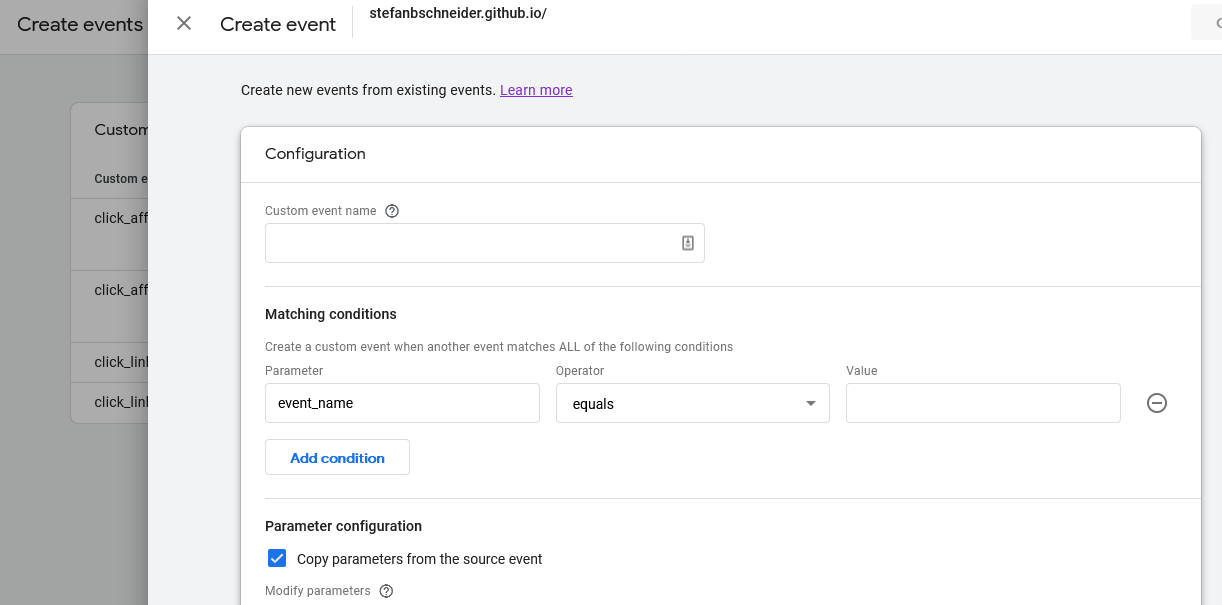 Create events
Create event
stefanbschneider.github.io/
Create new events from existing events. Learn more
Custom
Custom e
click_aff
click_aff
click_link
click_link
Configuration
Custom event name
Matching conditions
Create a custom event when another event matches ALL of the following conditions
Parameter Operator Value
event_name equals
Add condition
Parameter configuration
Copy parameters from the source event
Modify parameters